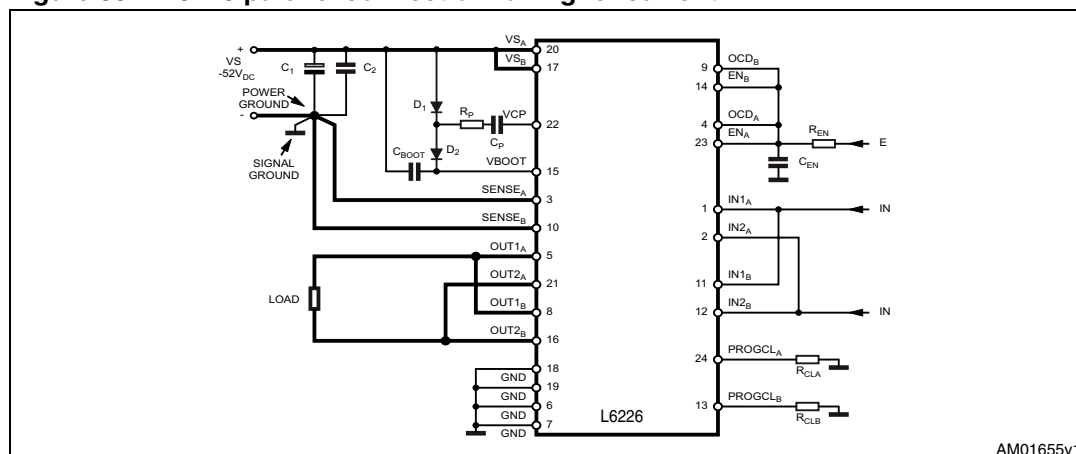 +
VS
-52VDC
C1
C2
POWER
GROUND
-
SIGNAL
GROUND
D1
RP
VCP
CP
D2
CBOOT
VBOOT
SENSEA
SENSEB
OUT1A
OUT2A
OUT1B
OUT2B
LOAD
GND
GND
GND
GND
VSA
VSB
20
17
22
15
3
10
5
21
8
16
18
19
6
7
L6226
9
14
4
23
1
2
11
12
24
13
OCDB
ENB
OCDA
ENA
REN
E
CEN
IN1A
IN
IN2A
IN1B
IN2B
IN
PROGCLA
RCLA
PROGCLB
RCLB
AM01655v1